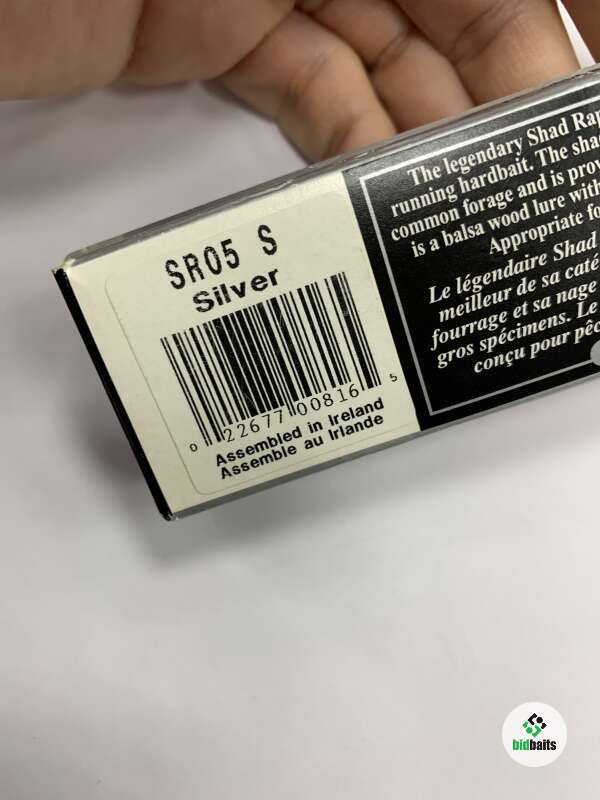 SR05 S
Silver
0 22677 00816 5
Assembled in Ireland
Assemble au Irlande
The legendary Shad Rap
running hardbait. The shad
common forage and is prov
is a balsa wood lure with
Appropriate fo
Le légendaire Shad
meilleur de sa caté
fourrage et sa nage
gros spécimens. Le
conçu pour pêc
bidbaits